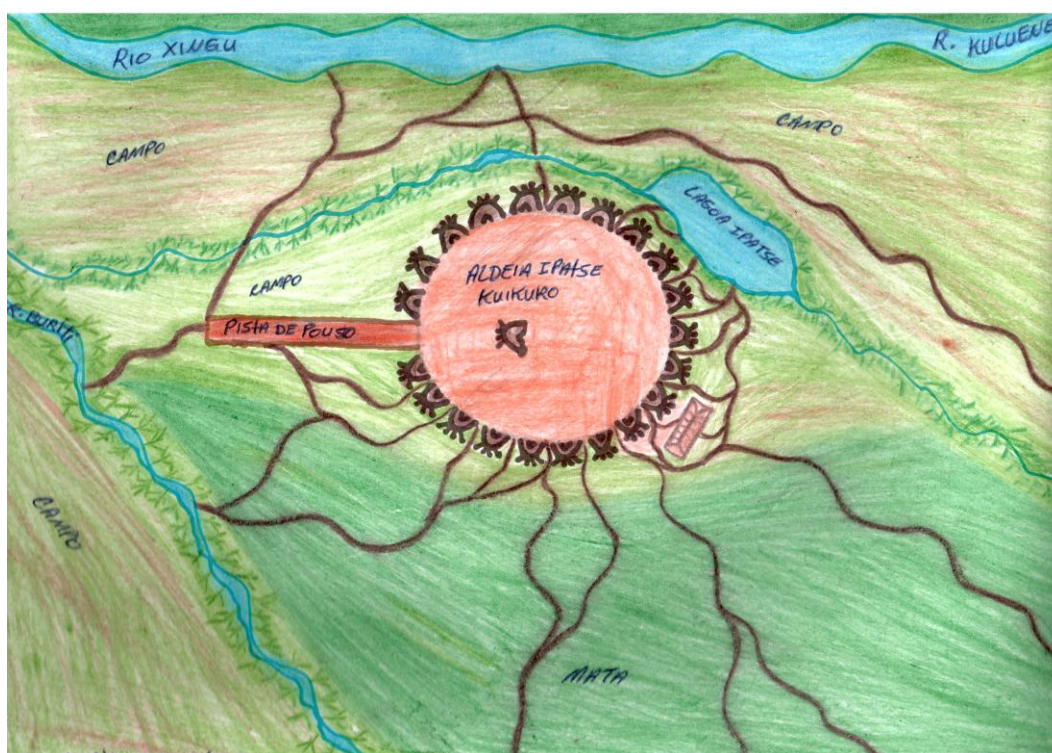 RIO XINGU
R. KULUENE
CAMPO
CAMPO
LAGOA IPATSE
ALDEIA IPATSE
KUIKURO
CAMPO
PISTA DE POUSO
R. BURITI
CAMPO
MATA